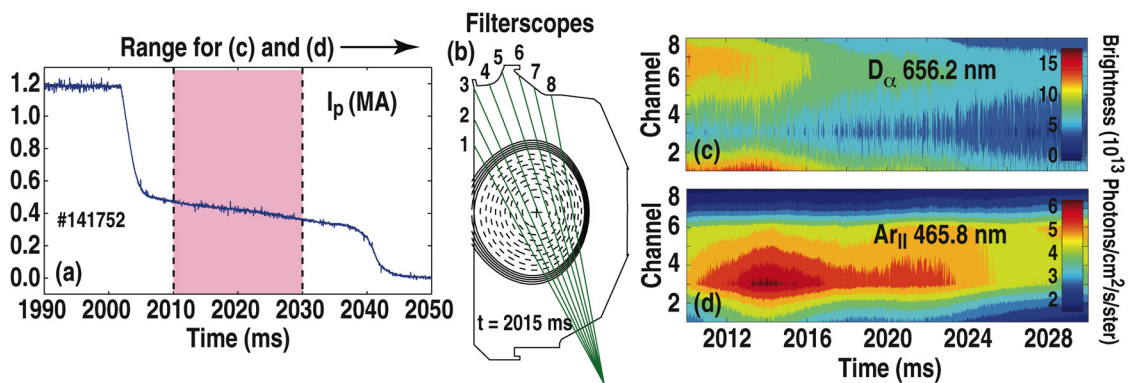 Range for (c) and (d)
1.2
1.0
0.8
0.6
0.4
0.2
0.0
I_p (MA)
#141752
(a)
1990 2000 2010 2020 2030 2040 2050
Time (ms)
Filterscopes
(b)
1
2
3
4
5
6
7
8
t = 2015 ms
Channel
8
6
4
2
D_α 656.2 nm
(c)
15
10
5
0
Channel
8
6
4
2
Ar_II 465.8 nm
(d)
6
5
4
3
2
Brightness (10^13 Photons/cm^2/s/ster)
2012 2016 2020 2024 2028
Time (ms)